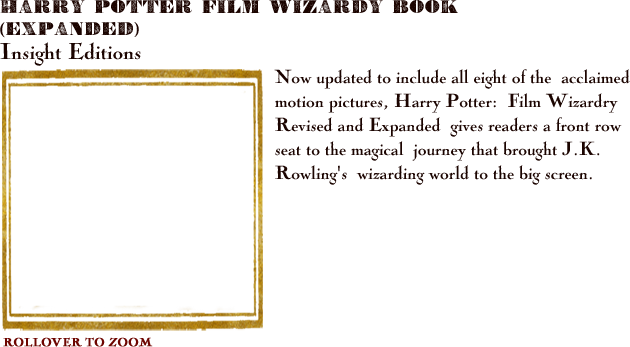 HARRY POTTER FILM WIZARDY BOOK
(EXPANDED)
Insight Editions
Now updated to include all eight of the acclaimed
motion pictures, Harry Potter: Film Wizardry
Revised and Expanded gives readers a front row
seat to the magical journey that brought J.K.
Rowling's wizarding world to the big screen.
ROLLOVER TO ZOOM